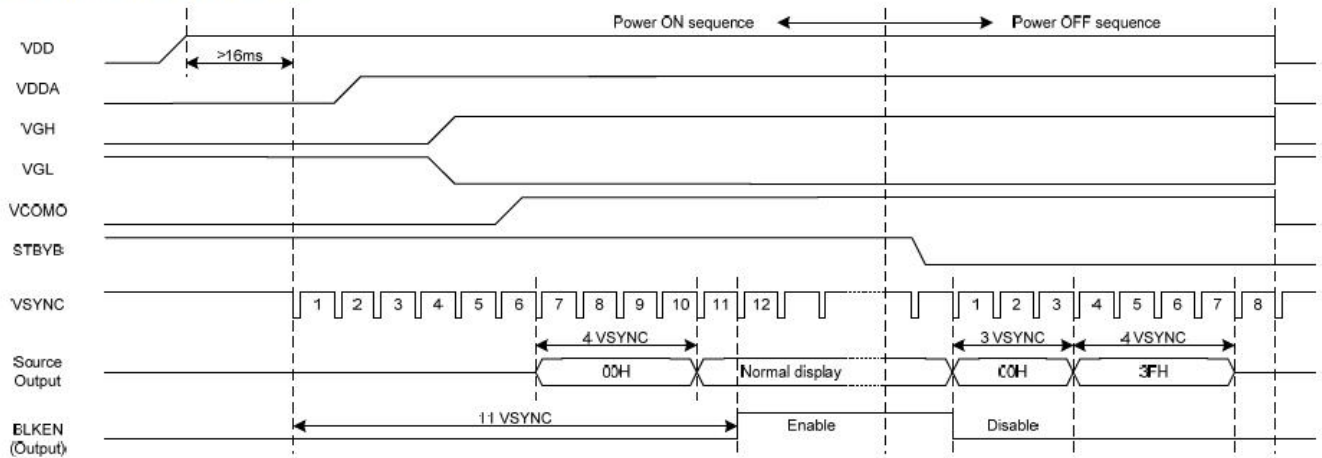 Power ON sequence Power OFF sequence
VDD
>16ms
VDDA
VGH
VGL
VCOMO
STBYB
VSYNC 1 2 3 4 5 6 7 8 9 10 11 12 1 2 3 4 5 6 7 8
4 VSYNC 3 VSYNC 4 VSYNC
Source
Output
00H Normal display 00H 3FH
11 VSYNC
BLKEN
(Output)
Enable Disable